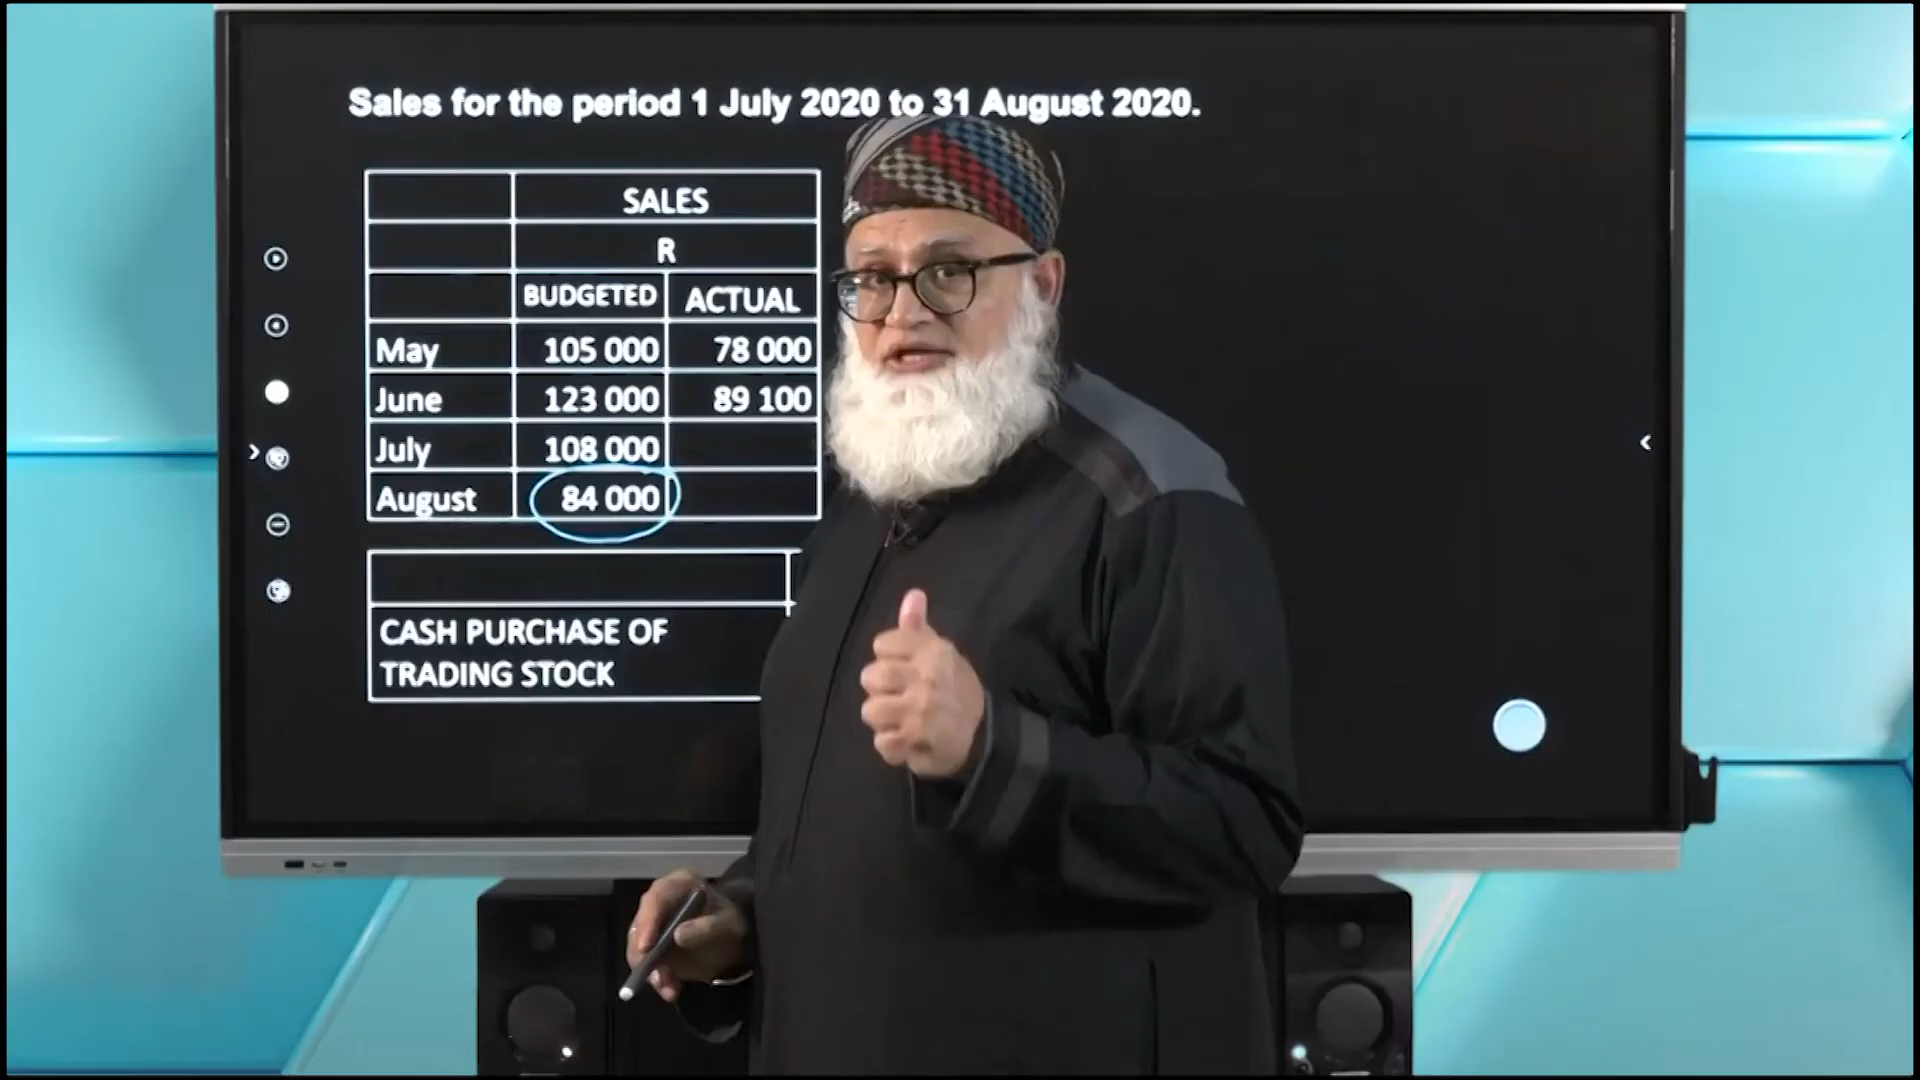 Sales for the period 1 July 2020 to 31 August 2020.
SALES
R
BUDGETED ACTUAL
May 105 000 78 000
June 123 000 89 100
July 108 000
August 84 000
CASH PURCHASE OF
TRADING STOCK